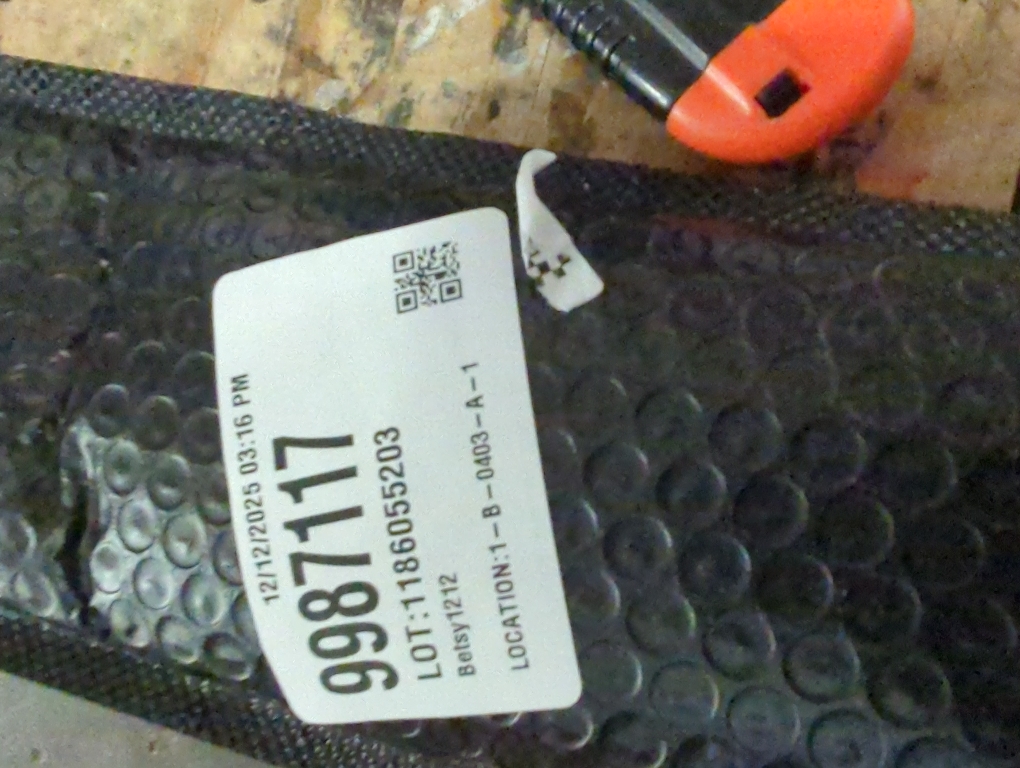 12/12/2025 03:16 PM
9987117
LOT:1186055203
Betsy1212
LOCATION:1-B-0403-A-1